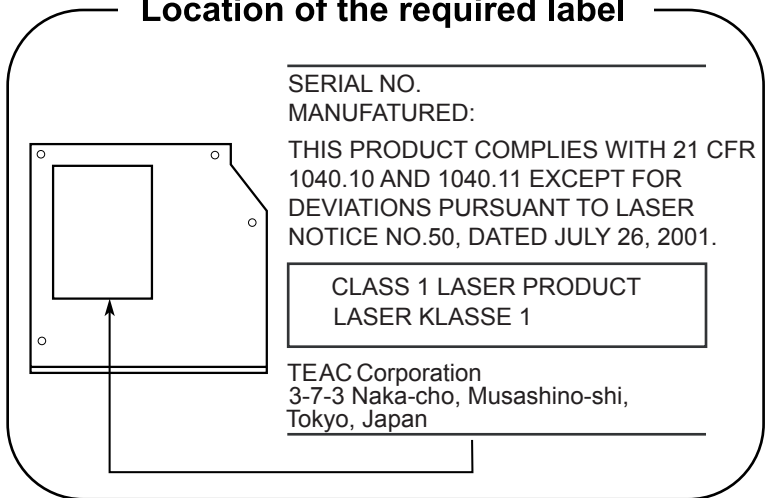 Location of the required label
SERIAL NO.
MANUFATURED:
THIS PRODUCT COMPLIES WITH 21 CFR
1040.10 AND 1040.11 EXCEPT FOR
DEVIATIONS PURSUANT TO LASER
NOTICE NO.50, DATED JULY 26, 2001.
CLASS 1 LASER PRODUCT
LASER KLASSE 1
TEAC Corporation
3-7-3 Naka-cho, Musashino-shi,
Tokyo, Japan